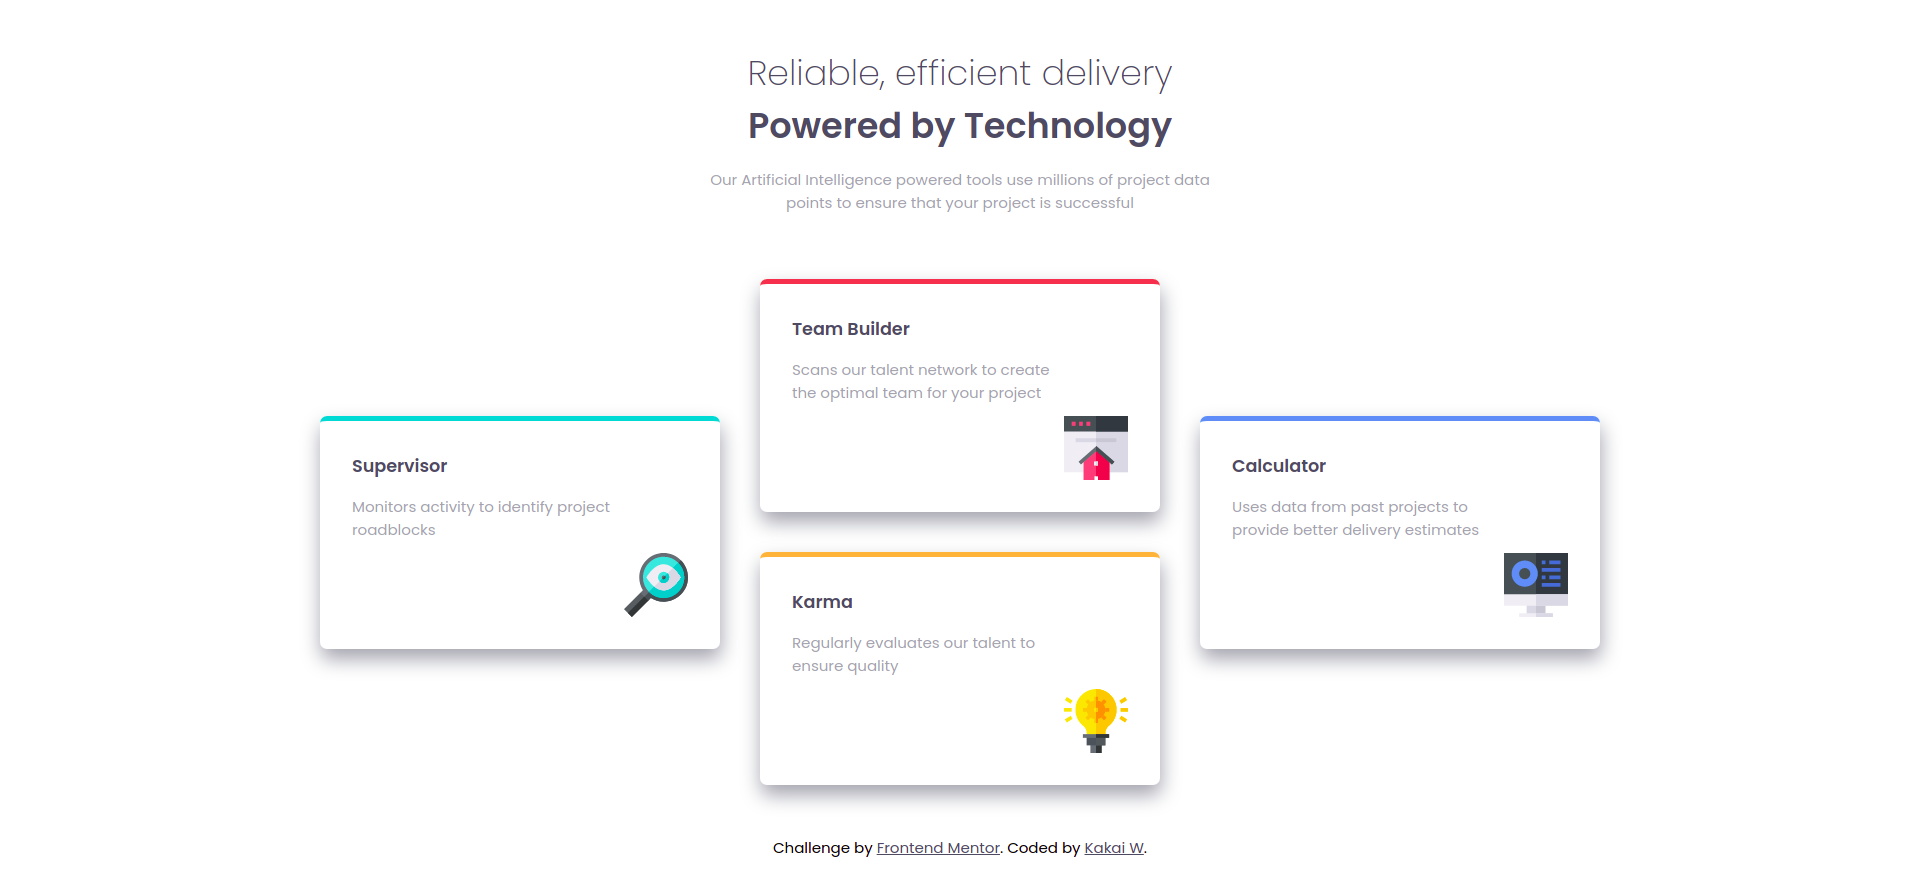 Reliable, efficient delivery
Powered by Technology
Our Artificial Intelligence powered tools use millions of project data
points to ensure that your project is successful
Supervisor
Monitors activity to identify project
roadblocks
Team Builder
Scans our talent network to create
the optimal team for your project
Karma
Regularly evaluates our talent to
ensure quality
Calculator
Uses data from past projects to
provide better delivery estimates
Challenge by Frontend Mentor. Coded by Kakai W.